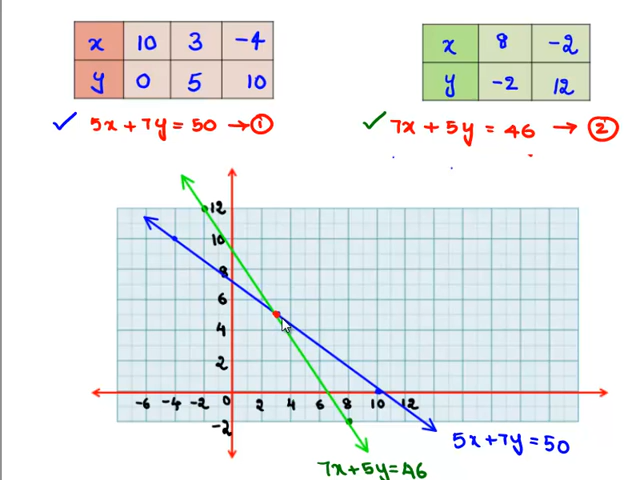 x 10 3 -4
y 0 5 10
x 8 -2
y -2 12
✓ 5x+7y=50 →①
✓ 7x+5y=46 →②
12
10
8
6
4
2
-6 -4 -2 0 2 4 6 8 10 12
-2
5x+7y=50
7x+5y=46